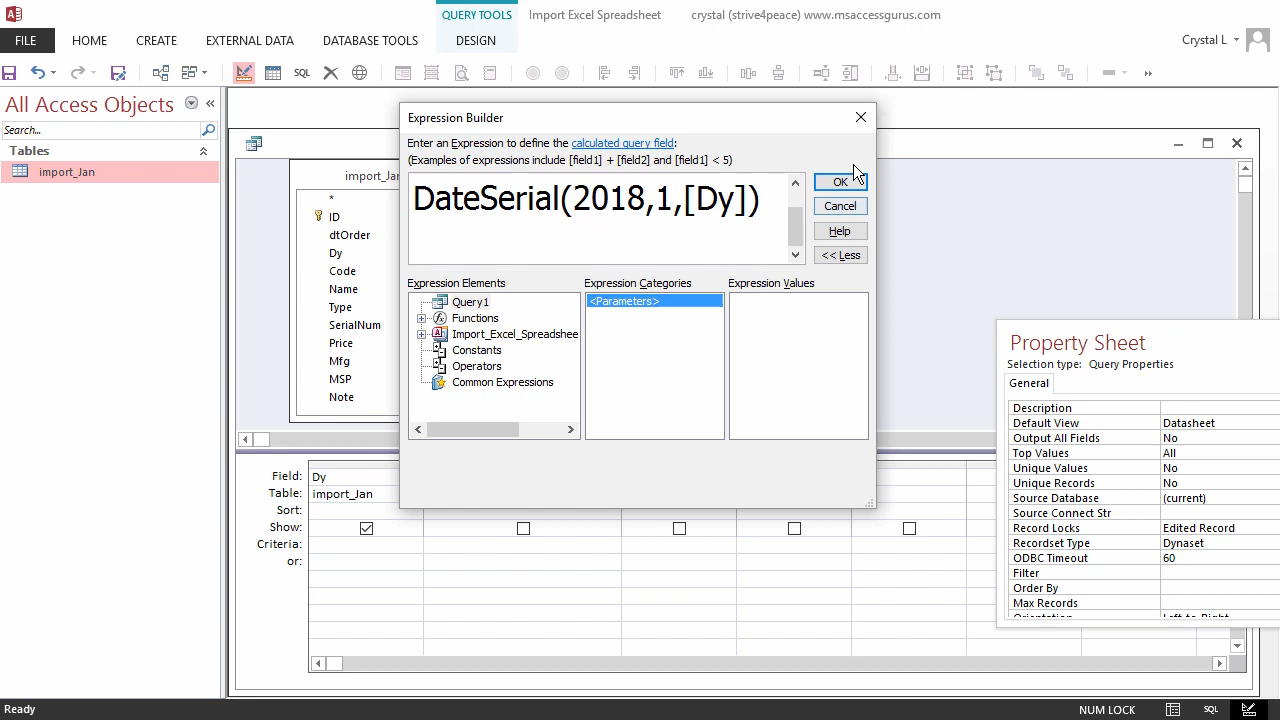 QUERY TOOLS
Import Excel Spreadsheet
crystal (strive4peace) www.msaccessgurus.com
FILE
HOME
CREATE
EXTERNAL DATA
DATABASE TOOLS
DESIGN
Crystal L
SQL
All Access Objects
Search...
Tables
import_Jan
import_Jan
*
ID
dtOrder
Dy
Code
Name
Type
SerialNum
Price
Mfg
MSP
Note
Expression Builder
Enter an Expression to define the calculated query field:
(Examples of expressions include [field1] + [field2] and [field1] < 5)
DateSerial(2018,1,[Dy])
OK
Cancel
Help
<< Less
Expression Elements
Expression Categories
Expression Values
Query1
Functions
Import_Excel_Spreadshee
Constants
Operators
Common Expressions
<Parameters>
Property Sheet
Selection type: Query Properties
General
Description
Default View Datasheet
Output All Fields No
Top Values All
Unique Values No
Unique Records No
Source Database (current)
Source Connect Str
Record Locks Edited Record
Recordset Type Dynaset
ODBC Timeout 60
Filter
Order By
Max Records
Orientation Left-to-Right
Field: Dy
Table: import_Jan
Sort:
Show:
Criteria:
or:
Ready
NUM LOCK
SQL